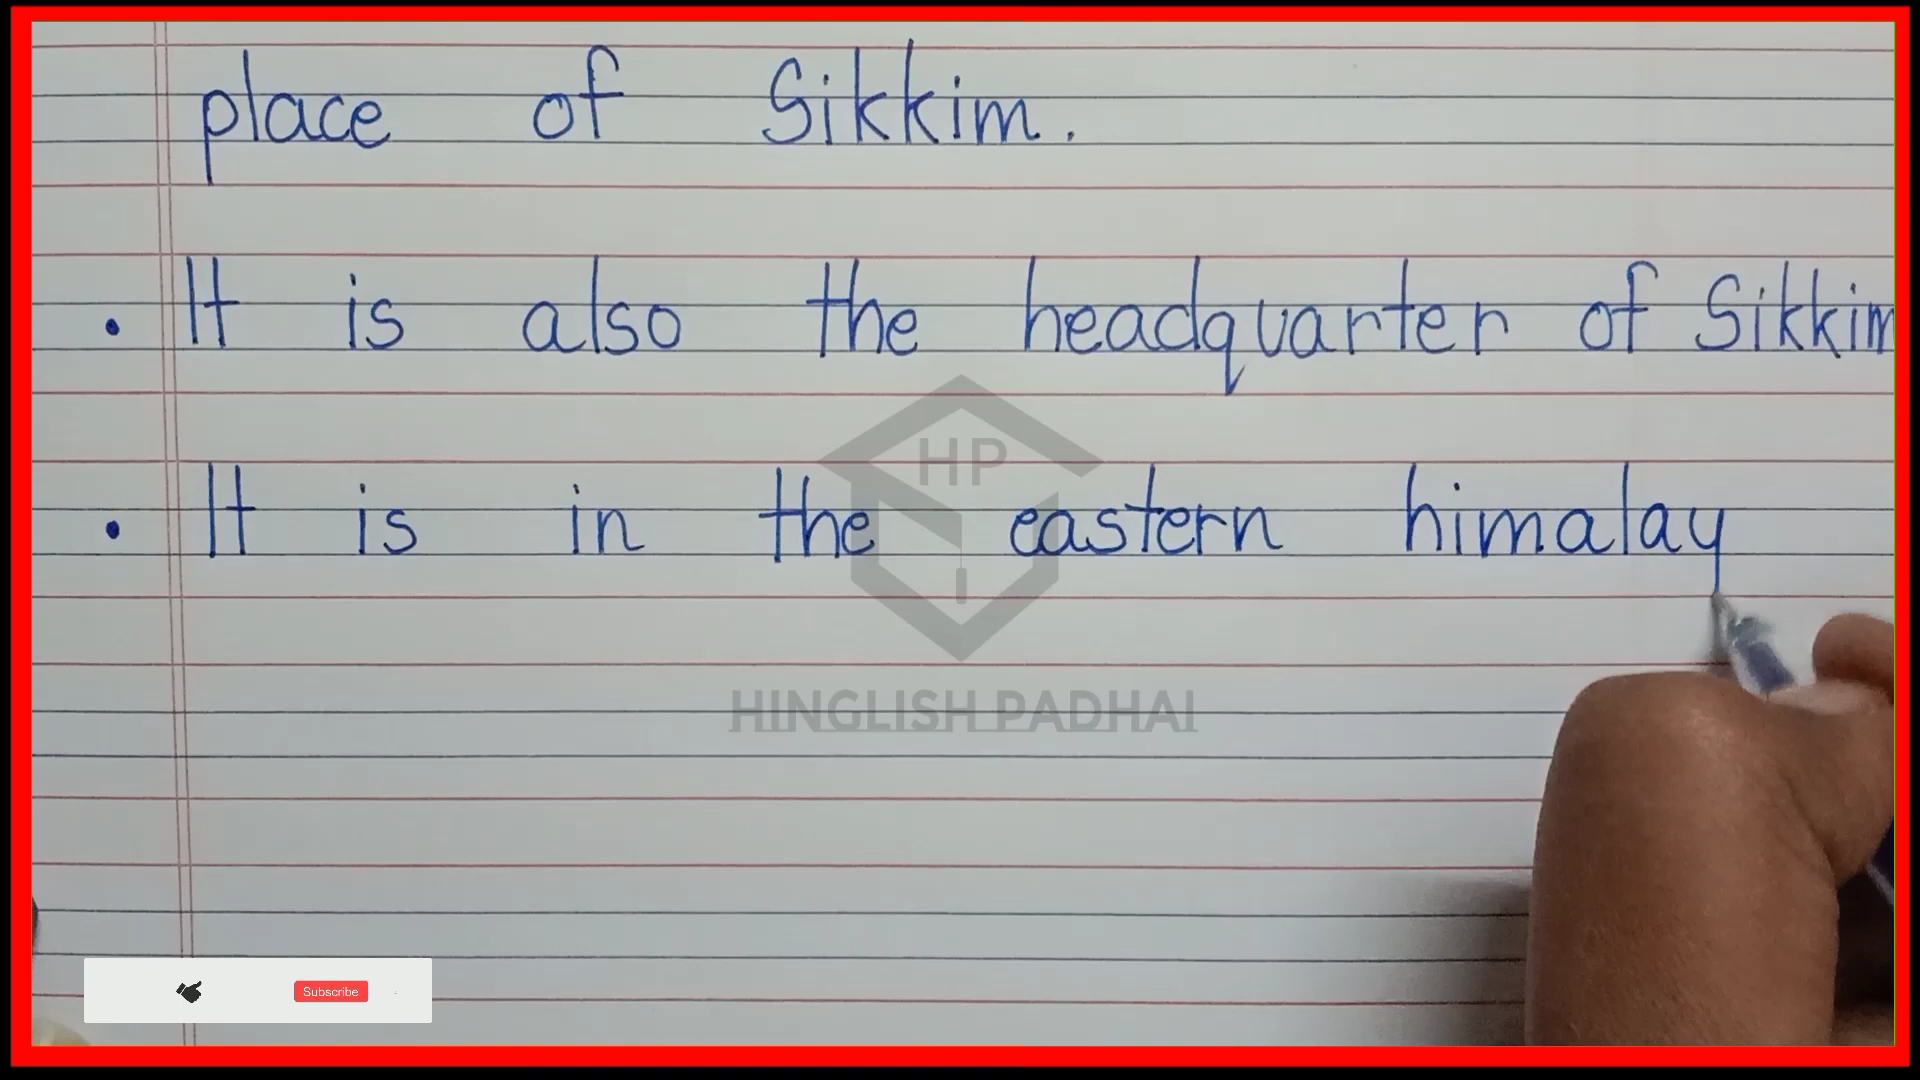 place of Sikkim.
• It is also the headquarter of Sikkim
• It is in the eastern himalay
HP
HINGLISH PADHAI
Subscribe